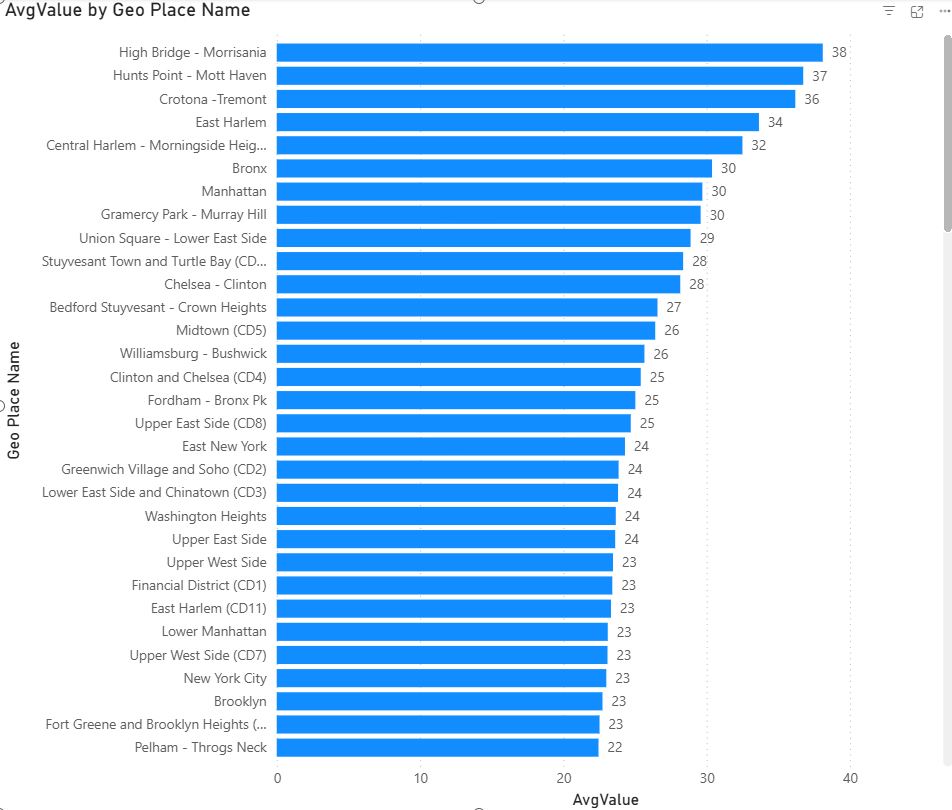 AvgValue by Geo Place Name
High Bridge - Morrisania 38
Hunts Point - Mott Haven 37
Crotona -Tremont 36
East Harlem 34
Central Harlem - Morningside Heig... 32
Bronx 30
Manhattan 30
Gramercy Park - Murray Hill 30
Union Square - Lower East Side 29
Stuyvesant Town and Turtle Bay (CD... 28
Chelsea - Clinton 28
Bedford Stuyvesant - Crown Heights 27
Midtown (CD5) 26
Williamsburg - Bushwick 26
Clinton and Chelsea (CD4) 25
Fordham - Bronx Pk 25
Upper East Side (CD8) 25
East New York 24
Greenwich Village and Soho (CD2) 24
Lower East Side and Chinatown (CD3) 24
Washington Heights 24
Upper East Side 24
Upper West Side 23
Financial District (CD1) 23
East Harlem (CD11) 23
Lower Manhattan 23
Upper West Side (CD7) 23
New York City 23
Brooklyn 23
Fort Greene and Brooklyn Heights (... 23
Pelham - Throgs Neck 22
Geo Place Name
0 10 20 30 40
AvgValue